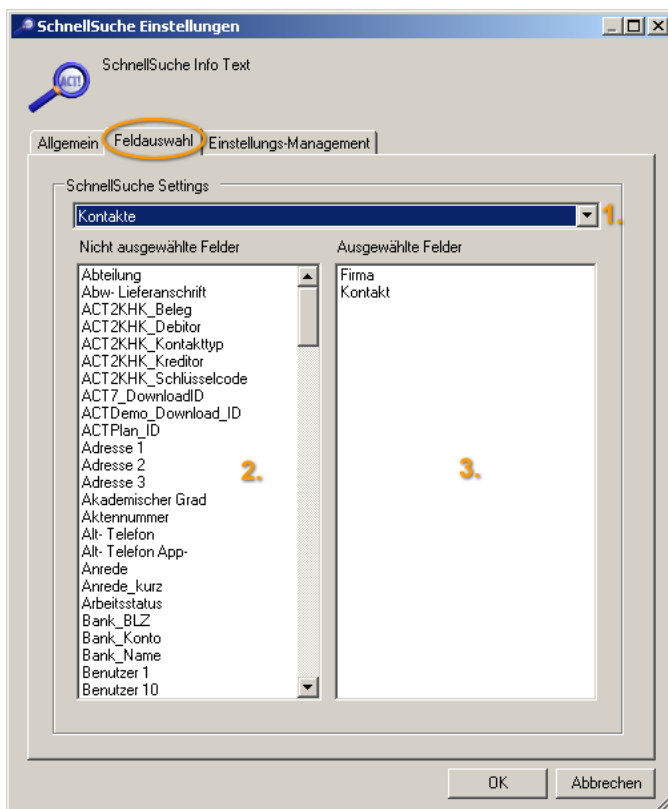 SchnellSuche Einstellungen
ACT!
SchnellSuche Info Text
Allgemein Feldauswahl Einstellungs-Management
SchnellSuche Settings
Kontakte 1.
Nicht ausgewählte Felder
Abteilung
Abw- Lieferanschrift
ACT2KHK_Beleg
ACT2KHK_Debitor
ACT2KHK_Kontakttyp
ACT2KHK_Kreditor
ACT2KHK_Schlüsselcode
ACT7_DownloadID
ACTDemo_Download_ID
ACTPlan_ID
Adresse 1
Adresse 2
Adresse 3
Akademischer Grad
Aktennummer
Alt- Telefon
Alt- Telefon App-
Anrede
Anrede_kurz
Arbeitsstatus
Bank_BLZ
Bank_Konto
Bank_Name
Benutzer 1
Benutzer 10
2.
Ausgewählte Felder
Firma
Kontakt
3.
OK Abbrechen